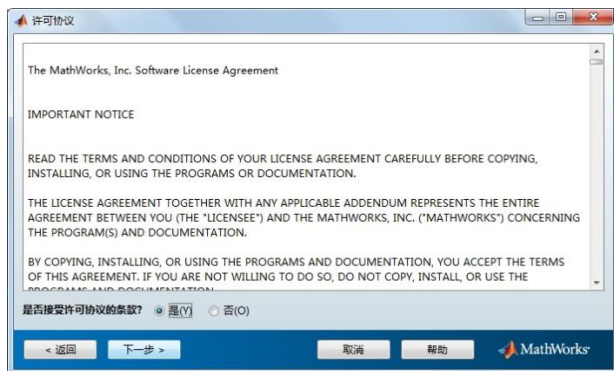 许可协议
The MathWorks, Inc. Software License Agreement
IMPORTANT NOTICE
READ THE TERMS AND CONDITIONS OF YOUR LICENSE AGREEMENT CAREFULLY BEFORE COPYING,
INSTALLING, OR USING THE PROGRAMS OR DOCUMENTATION.
THE LICENSE AGREEMENT TOGETHER WITH ANY APPLICABLE ADDENDUM REPRESENTS THE ENTIRE
AGREEMENT BETWEEN YOU (THE "LICENSEE") AND THE MATHWORKS, INC. ("MATHWORKS") CONCERNING
THE PROGRAM(S) AND DOCUMENTATION.
BY COPYING, INSTALLING, OR USING THE PROGRAMS AND DOCUMENTATION, YOU ACCEPT THE TERMS
OF THIS AGREEMENT. IF YOU ARE NOT WILLING TO DO SO, DO NOT COPY, INSTALL, OR USE THE
PROGRAMS AND DOCUMENTATION
是否接受许可协议的条款? 是(Y) 否(O)
< 返回 下一步 > 取消 帮助 MathWorks